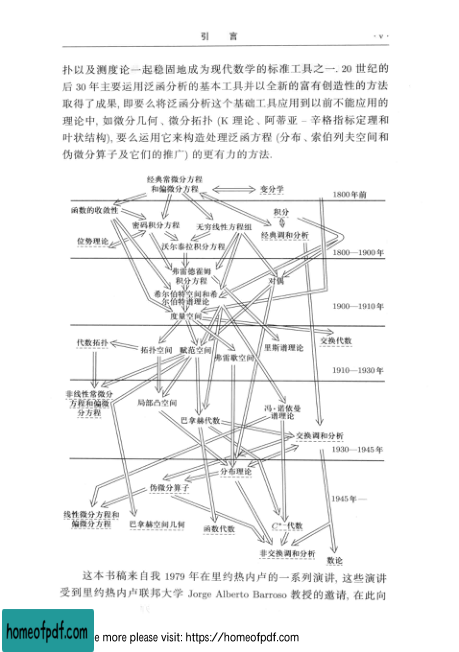 引　言
· v ·
扑以及测度论一起稳固地成为现代数学的标准工具之一. 20 世纪的
后 30 年主要运用泛函分析的基本工具并以全新的富有创造性的方法
取得了成果, 即要么将泛函分析这个基础工具应用到以前不能应用的
理论中, 如微分几何、微分拓扑 (K 理论、阿蒂亚 – 辛格指标定理和
叶状结构), 要么运用它来构造处理泛函方程 (分布、索伯列夫空间和
伪微分算子及它们的推广) 的更有力的方法.
经典常微分方程
和偏微分方程
变分学
1800年前
函数的收敛性
密码积分方程
无穷线性方程组
积分
经典调和分析
位势理论
沃尔泰拉积分方程
1800—1900年
弗雷德霍姆
积分方程
对偶
希尔伯特空间和希
尔伯特谱理论
度量空间
1900—1910年
交换代数
代数拓扑
拓扑空间
赋范空间
里斯谱理论
弗雷歇空间
1910—1930年
非线性常微分
方程和偏微
分方程
局部凸空间
巴拿赫代数
冯·诺依曼
谱理论
交换调和分析
1930—1945年
分布理论
伪微分算子
1945年—
线性微分方程和
偏微分方程
巴拿赫空间几何
函数代数
C*—代数
非交换调和分析
数论
这本书稿来自我 1979 年在里约热内卢的一系列演讲, 这些演讲
受到里约热内卢联邦大学 Jorge Alberto Barroso 教授的邀请, 在此向
homeofpdf.com
e more please visit: https://homeofpdf.com